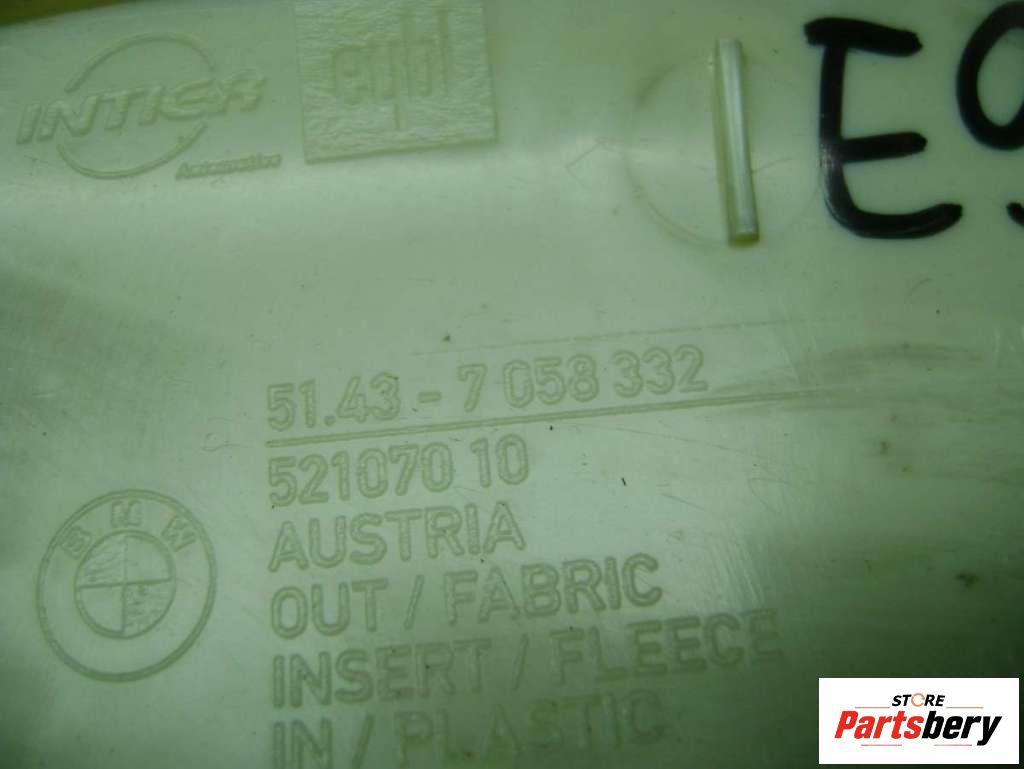 INTIER
Automotive
E9
51.43 - 7 058 332
521070 10
AUSTRIA
OUT / FABRIC
INSERT / FLEECE
IN / PLASTIC
BMW
STORE
Partsbery